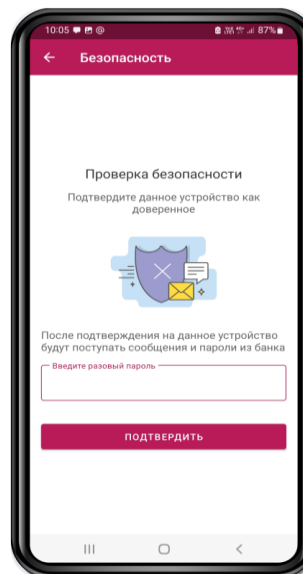 10:05 87%
Безопасность
Проверка безопасности
Подтвердите данное устройство как
доверенное
После подтверждения на данное устройство
будут поступать сообщения и пароли из банка
Введите разовый пароль
ПОДТВЕРДИТЬ